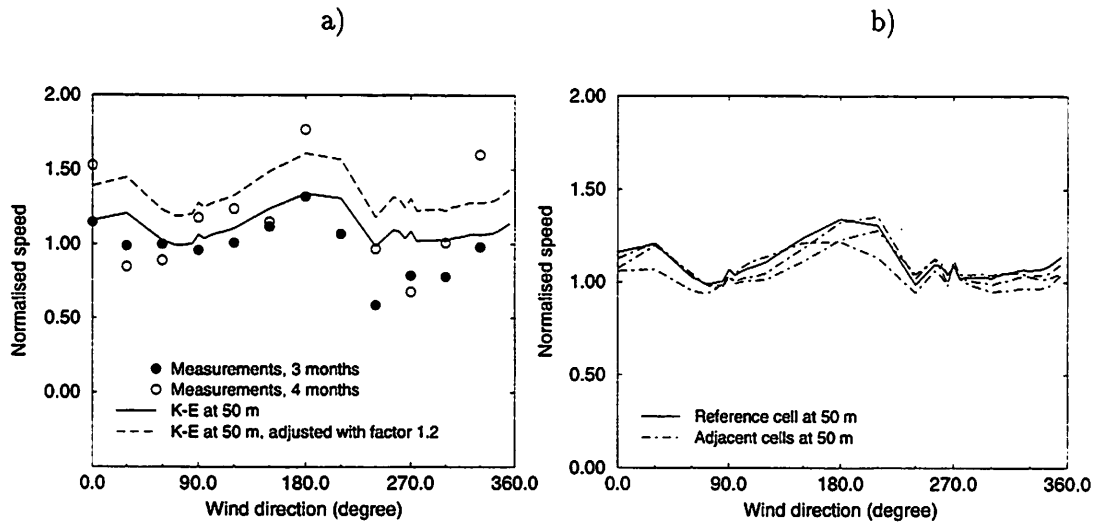 a)
b)
2.00
1.50
1.00
0.50
0.00
Normalised speed
● Measurements, 3 months
○ Measurements, 4 months
K-E at 50 m
K-E at 50 m, adjusted with factor 1.2
0.0 90.0 180.0 270.0 360.0
Wind direction (degree)
2.00
1.50
1.00
0.50
0.00
Normalised speed
Reference cell at 50 m
Adjacent cells at 50 m
0.0 90.0 180.0 270.0 360.0
Wind direction (degree)